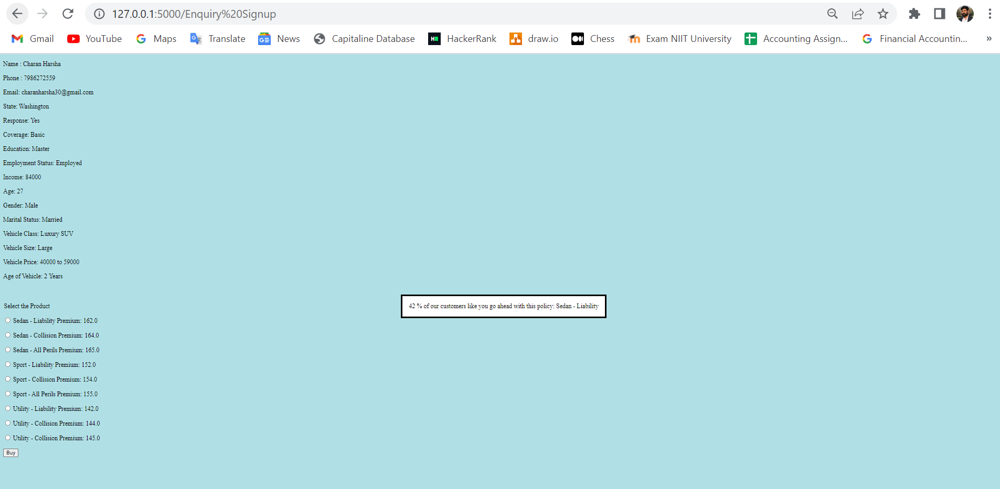 127.0.0.1:5000/Enquiry%20Signup
Gmail YouTube Maps Translate News Capitaline Database HackerRank draw.io Chess Exam NIIT University Accounting Assign... Financial Accountin... »
Name : Charan Harsha
Phone : 7986272559
Email: charanharsha30@gmail.com
State: Washington
Response: Yes
Coverage: Basic
Education: Master
Employment Status: Employed
Income: 84000
Age: 27
Gender: Male
Marital Status: Married
Vehicle Class: Luxury SUV
Vehicle Size: Large
Vehicle Price: 40000 to 59000
Age of Vehicle: 2 Years
Select the Product
42 % of our customers like you go ahead with this policy: Sedan - Liability
Sedan - Liability Premium: 162.0
Sedan - Collision Premium: 164.0
Sedan - All Perils Premium: 165.0
Sport - Liability Premium: 152.0
Sport - Collision Premium: 154.0
Sport - All Perils Premium: 155.0
Utility - Liability Premium: 142.0
Utility - Collision Premium: 144.0
Utility - Collision Premium: 145.0
Buy